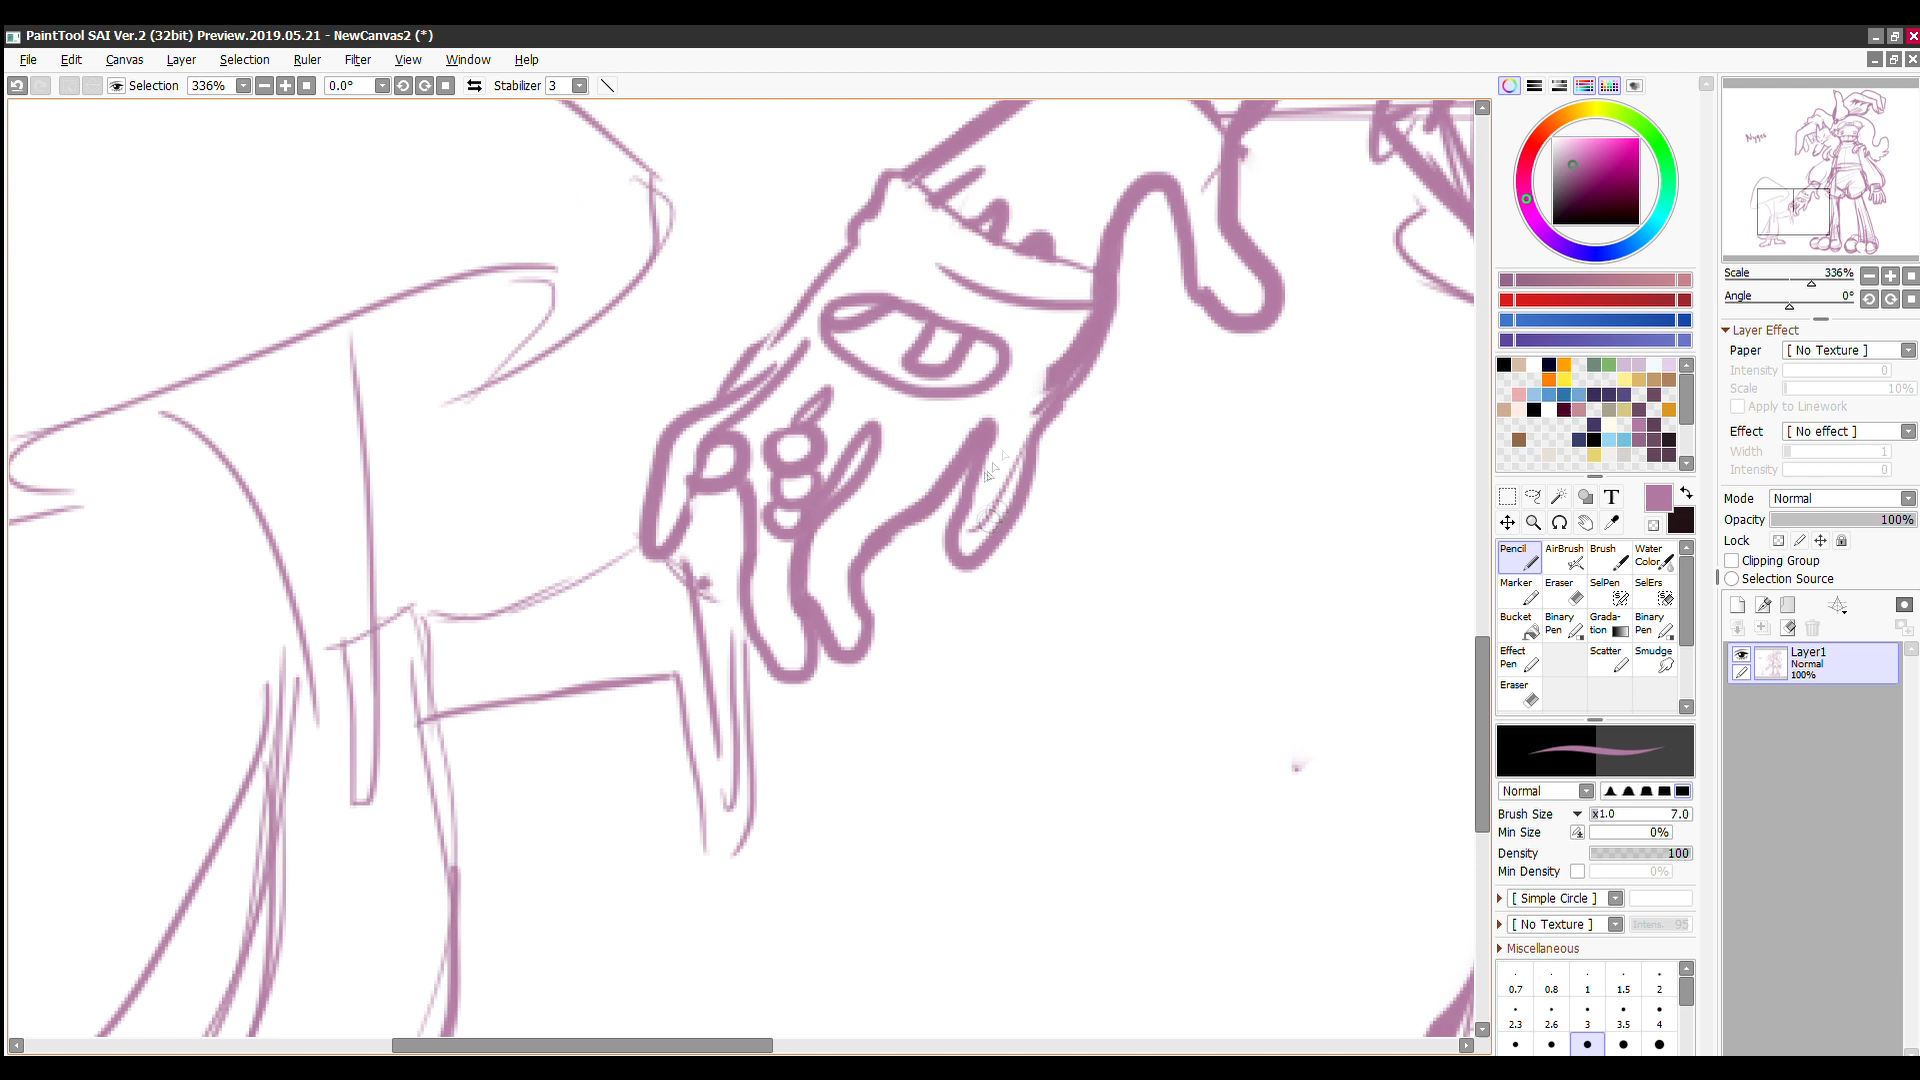 PaintTool SAI Ver.2 (32bit) Preview.2019.05.21 - NewCanvas2 (*)
File Edit Canvas Layer Selection Ruler Filter View Window Help
Selection 336% 0.0° Stabilizer 3
Scale 336%
Angle 0°
Layer Effect
Paper [ No Texture ]
Intensity 0
Scale 10%
Apply to Linework
Effect [ No effect ]
Width 1
Intensity 0
Mode Normal
Opacity 100%
Lock
Clipping Group
Selection Source
Layer1
Normal
100%
T
Pencil AirBrush Brush Water Color
Marker Eraser SelPen SelErs
Bucket Binary Pen Grada-tion Binary Pen
Effect Pen Scatter Smudge
Eraser
Normal
Brush Size x1.0 7.0
Min Size 0%
Density 100
Min Density 0%
[ Simple Circle ]
[ No Texture ] Intens. 95
Miscellaneous
0.7 0.8 1 1.5 2
2.3 2.6 3 3.5 4